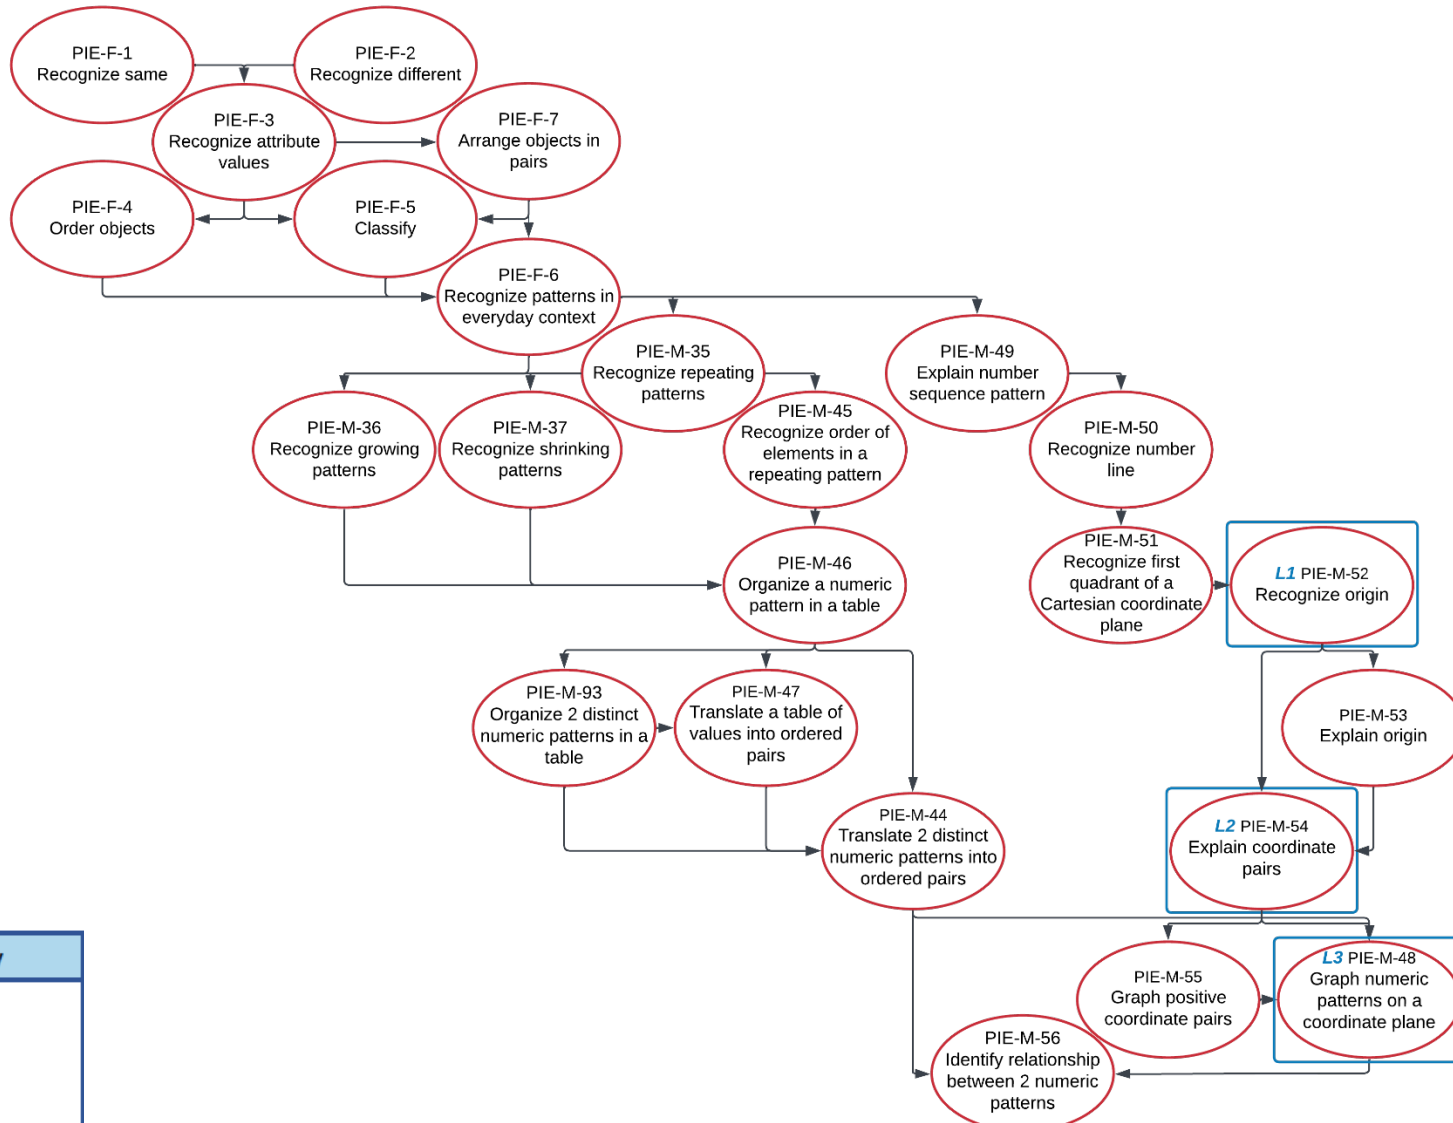 PIE-F-1
Recognize same
PIE-F-2
Recognize different
PIE-F-3
Recognize attribute
values
PIE-F-7
Arrange objects in
pairs
PIE-F-4
Order objects
PIE-F-5
Classify
PIE-F-6
Recognize patterns in
everyday context
PIE-M-35
Recognize repeating
patterns
PIE-M-49
Explain number
sequence pattern
PIE-M-36
Recognize growing
patterns
PIE-M-37
Recognize shrinking
patterns
PIE-M-45
Recognize order of
elements in a
repeating pattern
PIE-M-50
Recognize number
line
PIE-M-46
Organize a numeric
pattern in a table
PIE-M-51
Recognize first
quadrant of a
Cartesian coordinate
plane
L1 PIE-M-52
Recognize origin
PIE-M-93
Organize 2 distinct
numeric patterns in a
table
PIE-M-47
Translate a table of
values into ordered
pairs
PIE-M-53
Explain origin
PIE-M-44
Translate 2 distinct
numeric patterns into
ordered pairs
L2 PIE-M-54
Explain coordinate
pairs
PIE-M-55
Graph positive
coordinate pairs
L3 PIE-M-48
Graph numeric
patterns on a
coordinate plane
PIE-M-56
Identify relationship
between 2 numeric
patterns